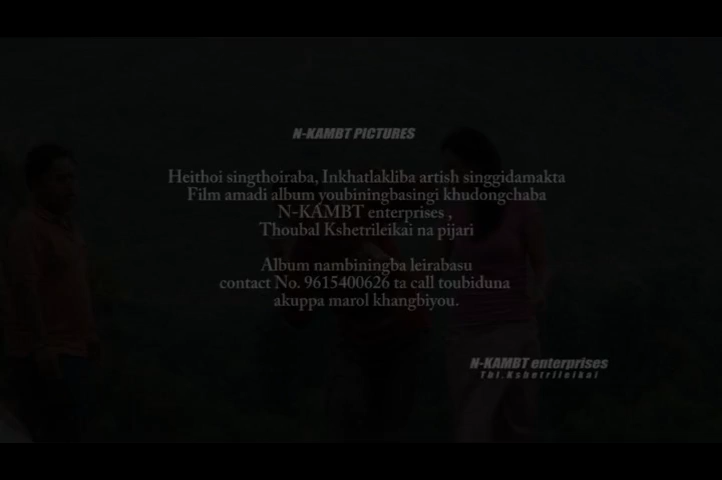 N-KAMBT PICTURES
Heithoi singthoiraba, Inkhatlakliba artish singgidamakta
Film amadi album youbiningbasingi khudongchaba
N-KAMBT enterprises ,
Thoubal Kshetrileikai na pijari
Album nambiningba leirabasu
contact No. 9615400626 ta call toubiduna
akuppa marol khangbiyou.
N-KAMBT enterprises
Tbl.Kshetrileikai